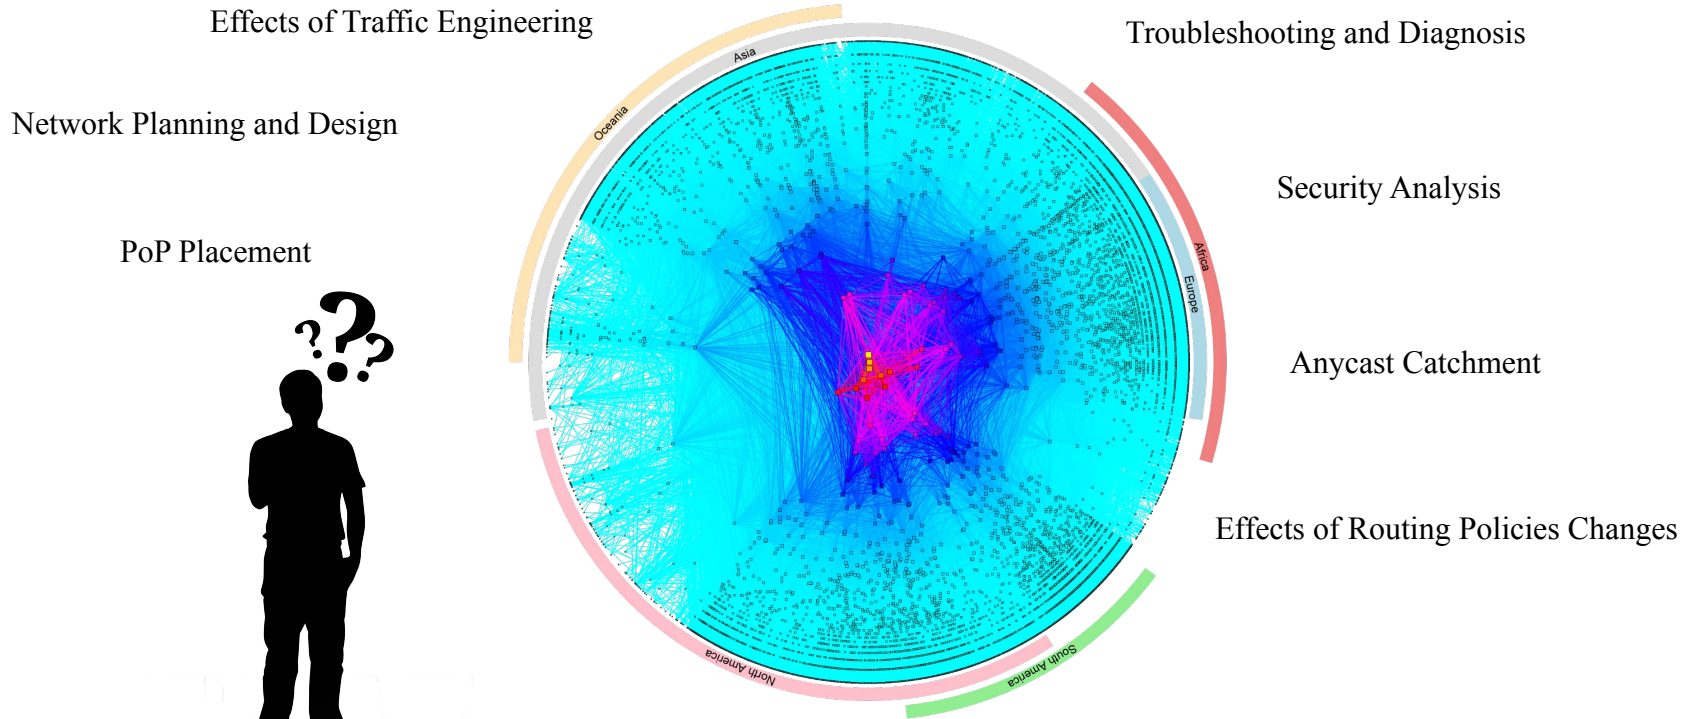 Effects of Traffic Engineering
Troubleshooting and Diagnosis
Asia
Oceania
Network Planning and Design
Security Analysis
PoP Placement
Africa
Europe
???
Anycast Catchment
Effects of Routing Policies Changes
North America
South America